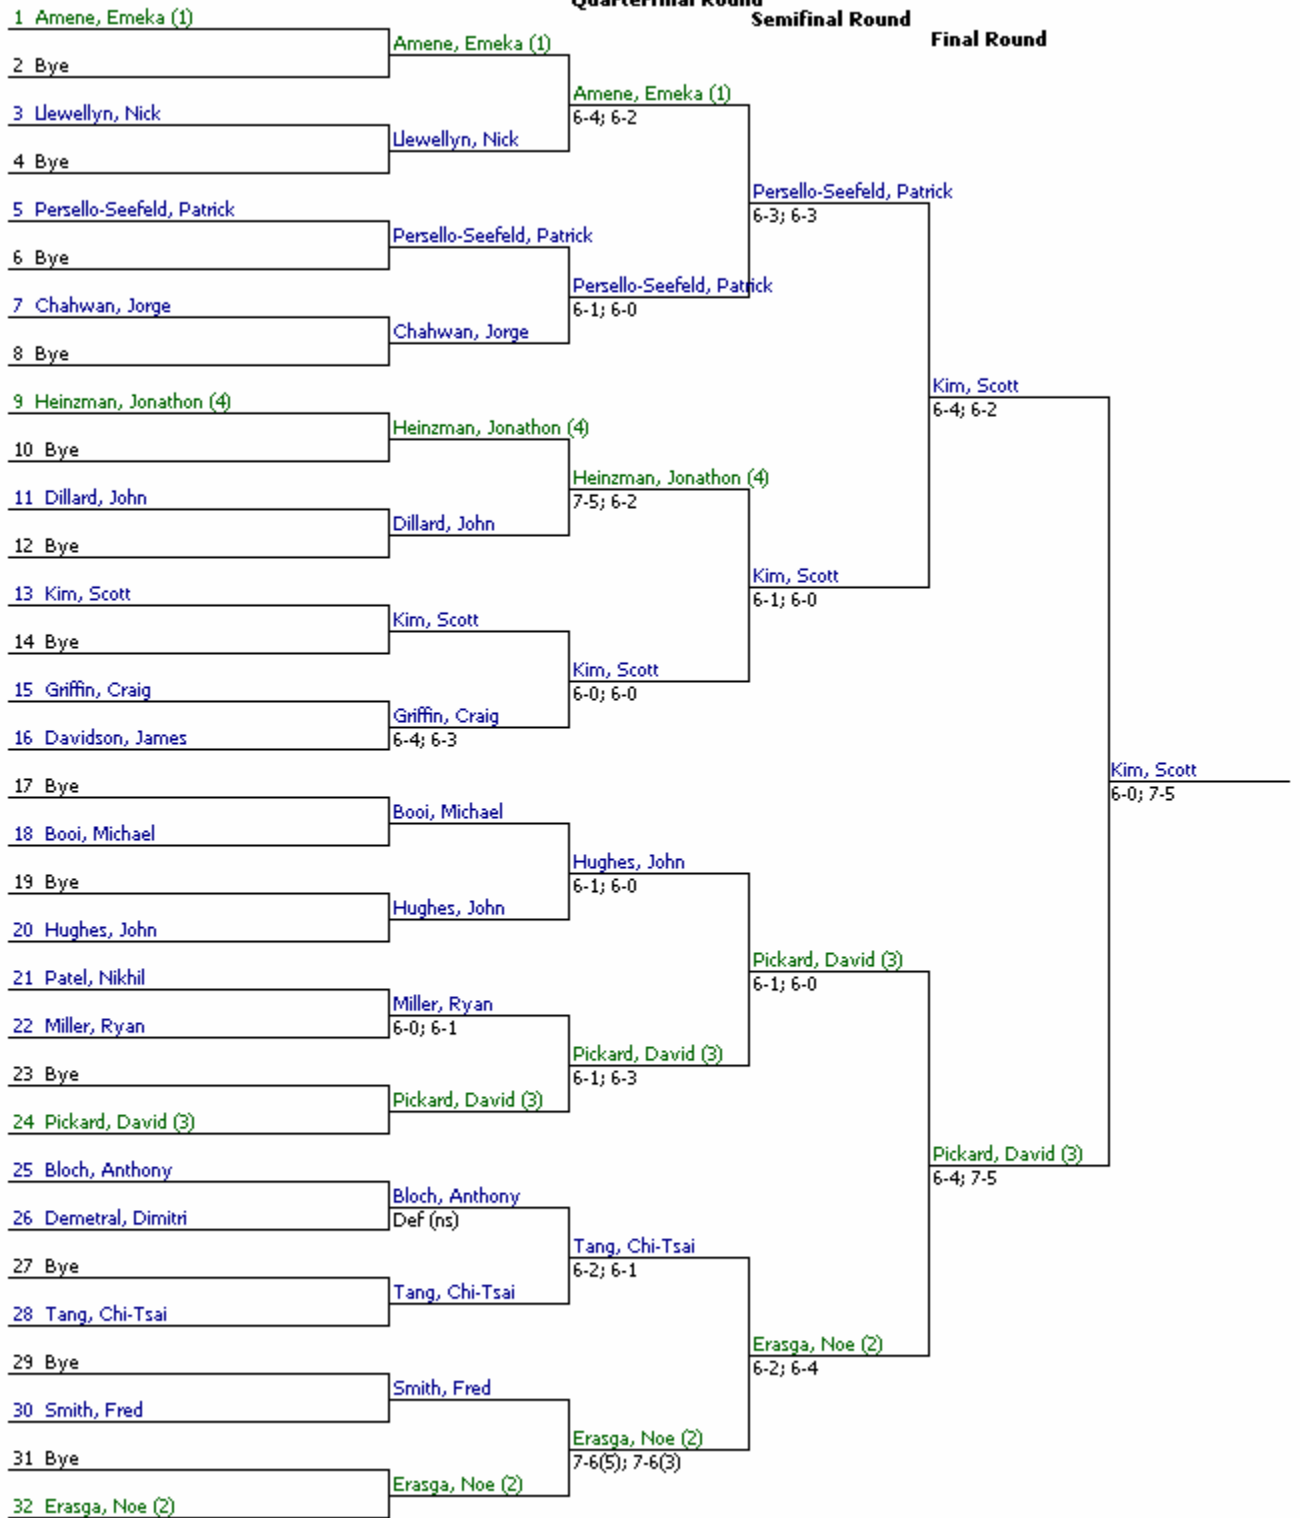 Quarterfinal Round
Semifinal Round
Final Round
1 Amene, Emeka (1)
2 Bye
3 Llewellyn, Nick
4 Bye
5 Persello-Seefeld, Patrick
6 Bye
7 Chahwan, Jorge
8 Bye
9 Heinzman, Jonathon (4)
10 Bye
11 Dillard, John
12 Bye
13 Kim, Scott
14 Bye
15 Griffin, Craig
16 Davidson, James
17 Bye
18 Booi, Michael
19 Bye
20 Hughes, John
21 Patel, Nikhil
22 Miller, Ryan
23 Bye
24 Pickard, David (3)
25 Bloch, Anthony
26 Demetral, Dimitri
27 Bye
28 Tang, Chi-Tsai
29 Bye
30 Smith, Fred
31 Bye
32 Erasga, Noe (2)
Amene, Emeka (1)
Llewellyn, Nick
Persello-Seefeld, Patrick
Chahwan, Jorge
Heinzman, Jonathon (4)
Dillard, John
Kim, Scott
Griffin, Craig
6-4; 6-3
Booi, Michael
Hughes, John
Miller, Ryan
6-0; 6-1
Pickard, David (3)
Bloch, Anthony
Def (ns)
Tang, Chi-Tsai
Smith, Fred
Erasga, Noe (2)
Amene, Emeka (1)
6-4; 6-2
Persello-Seefeld, Patrick
6-1; 6-0
Heinzman, Jonathon (4)
7-5; 6-2
Kim, Scott
6-0; 6-0
Hughes, John
6-1; 6-0
Pickard, David (3)
6-1; 6-3
Tang, Chi-Tsai
6-2; 6-1
Erasga, Noe (2)
7-6(5); 7-6(3)
Persello-Seefeld, Patrick
6-3; 6-3
Kim, Scott
6-1; 6-0
Pickard, David (3)
6-1; 6-0
Erasga, Noe (2)
6-2; 6-4
Kim, Scott
6-4; 6-2
Pickard, David (3)
6-4; 7-5
Kim, Scott
6-0; 7-5